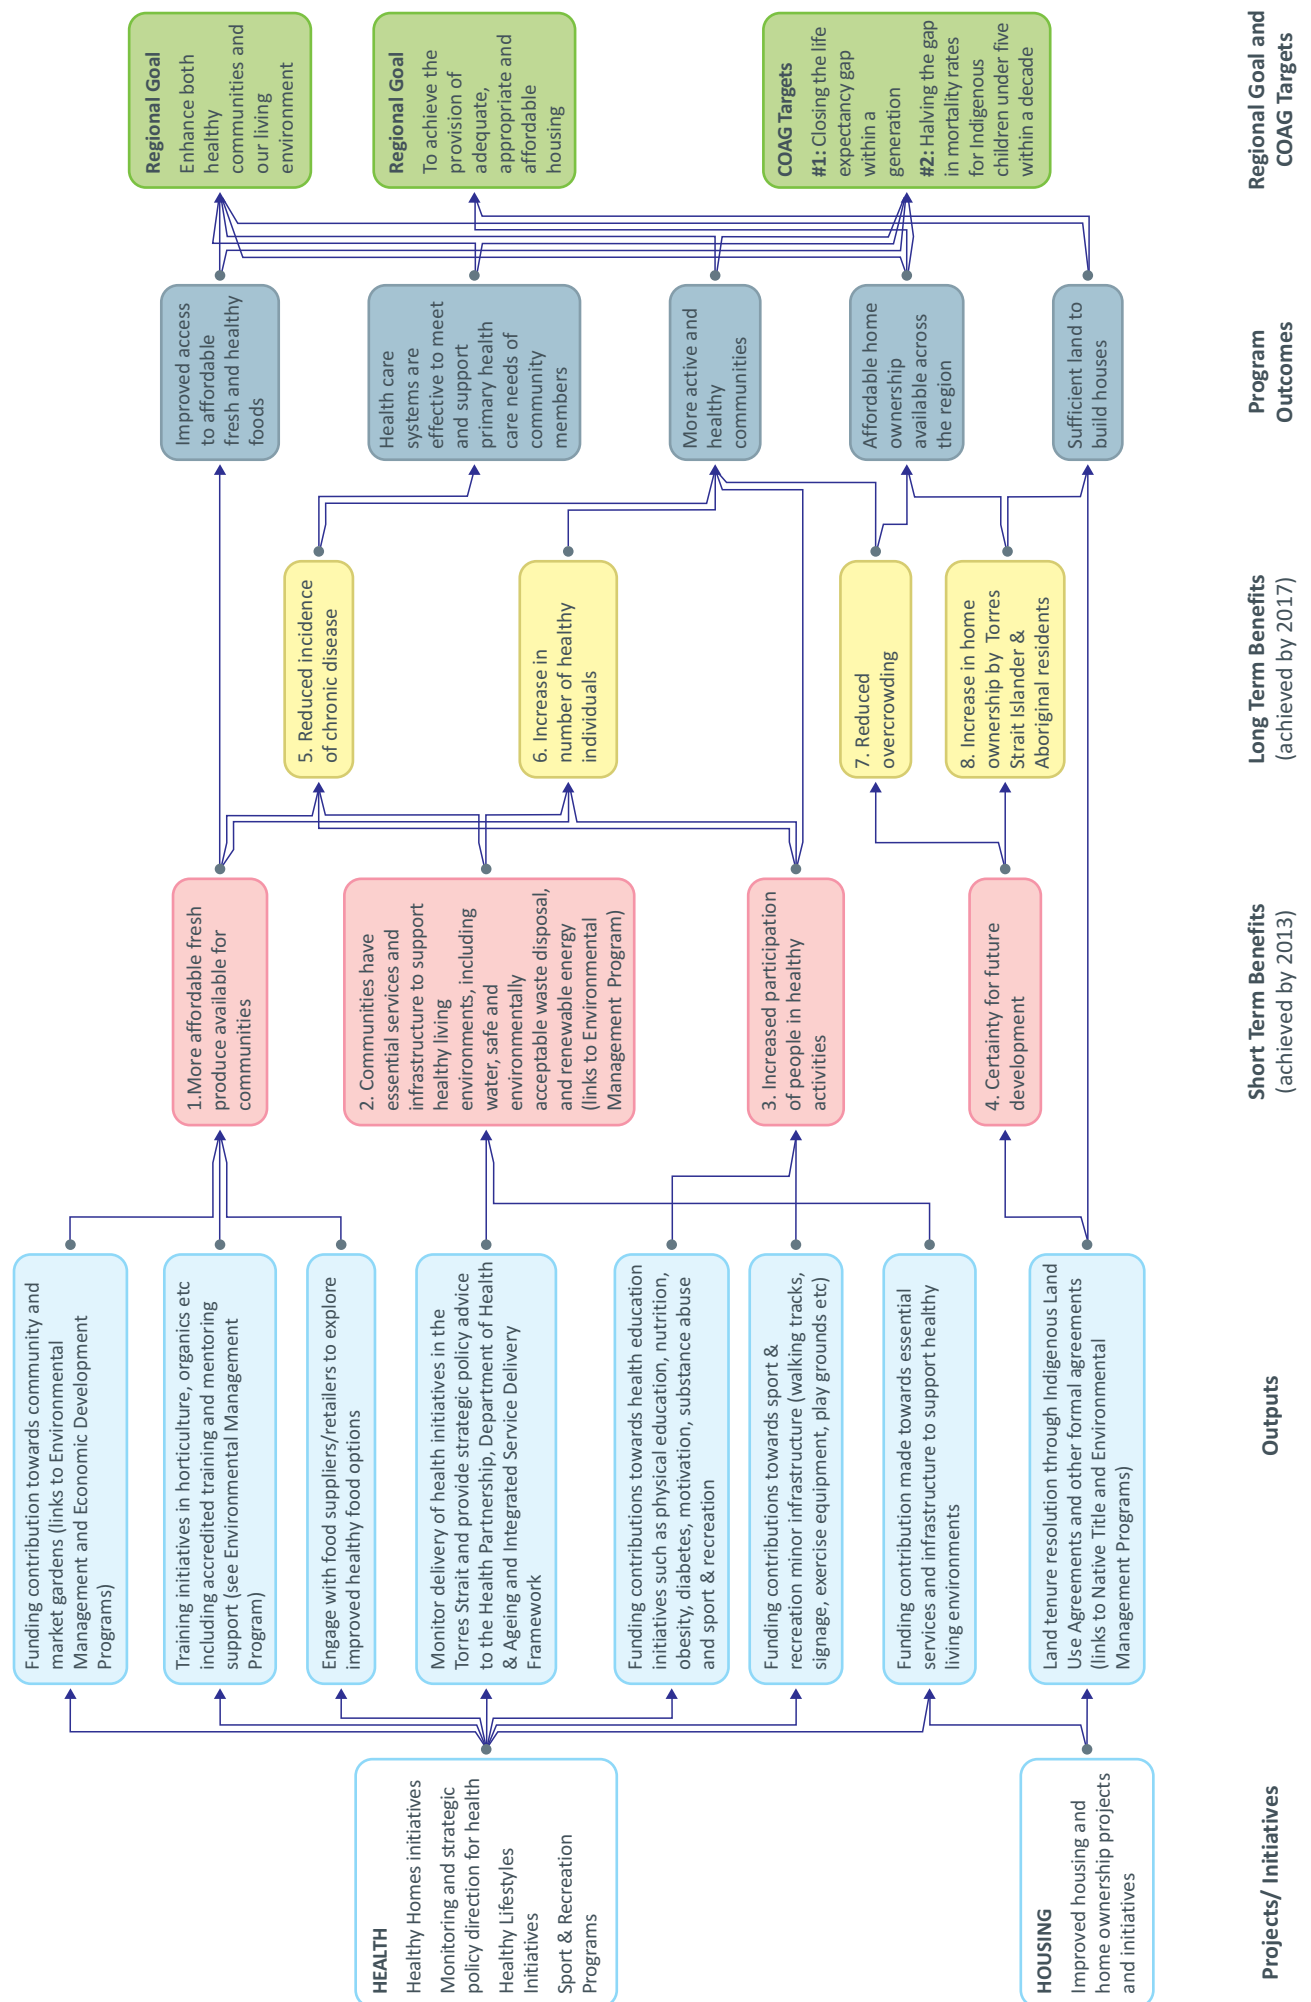 HEALTH
Healthy Homes initiatives
Monitoring and strategic
policy direction for health
Healthy Lifestyles
Initiatives
Sport & Recreation
Programs
HOUSING
Improved housing and
home ownership projects
and initiatives
Projects/ Initiatives
Funding contribution towards community and
market gardens (links to Environmental
Management and Economic Development
Programs)
Training initiatives in horticulture, organics etc
including accredited training and mentoring
support (see Environmental Management
Program)
Engage with food suppliers/retailers to explore
improved healthy food options
Monitor delivery of health initiatives in the
Torres Strait and provide strategic policy advice
to the Health Partnership, Department of Health
& Ageing and Integrated Service Delivery
Framework
Funding contributions towards health education
initiatives such as physical education, nutrition,
obesity, diabetes, motivation, substance abuse
and sport & recreation
Funding contributions towards sport &
recreation minor infrastructure (walking tracks,
signage, exercise equipment, play grounds etc)
Funding contribution made towards essential
services and infrastructure to support healthy
living environments
Land tenure resolution through Indigenous Land
Use Agreements and other formal agreements
(links to Native Title and Environmental
Management Programs)
Outputs
1.More affordable fresh
produce available for
communities
2. Communities have
essential services and
infrastructure to support
healthy living
environments, including
water, safe and
environmentally
acceptable waste disposal,
and renewable energy
(links to Environmental
Management Program)
3. Increased participation
of people in healthy
activities
4. Certainty for future
development
Short Term Benefits
(achieved by 2013)
5. Reduced incidence
of chronic disease
6. Increase in
number of healthy
individuals
7. Reduced
overcrowding
8. Increase in home
ownership by Torres
Strait Islander &
Aboriginal residents
Long Term Benefits
(achieved by 2017)
Improved access
to affordable
fresh and healthy
foods
Health care
systems are
effective to meet
and support
primary health
care needs of
community
members
More active and
healthy
communities
Affordable home
ownership
available across
the region
Sufficient land to
build houses
Program
Outcomes
Regional Goal
Enhance both
healthy
communities and
our living
environment
Regional Goal
To achieve the
provision of
adequate,
appropriate and
affordable
housing
COAG Targets
#1: Closing the life
expectancy gap
within a
generation
#2: Halving the gap
in mortality rates
for Indigenous
children under five
within a decade
Regional Goal and
COAG Targets